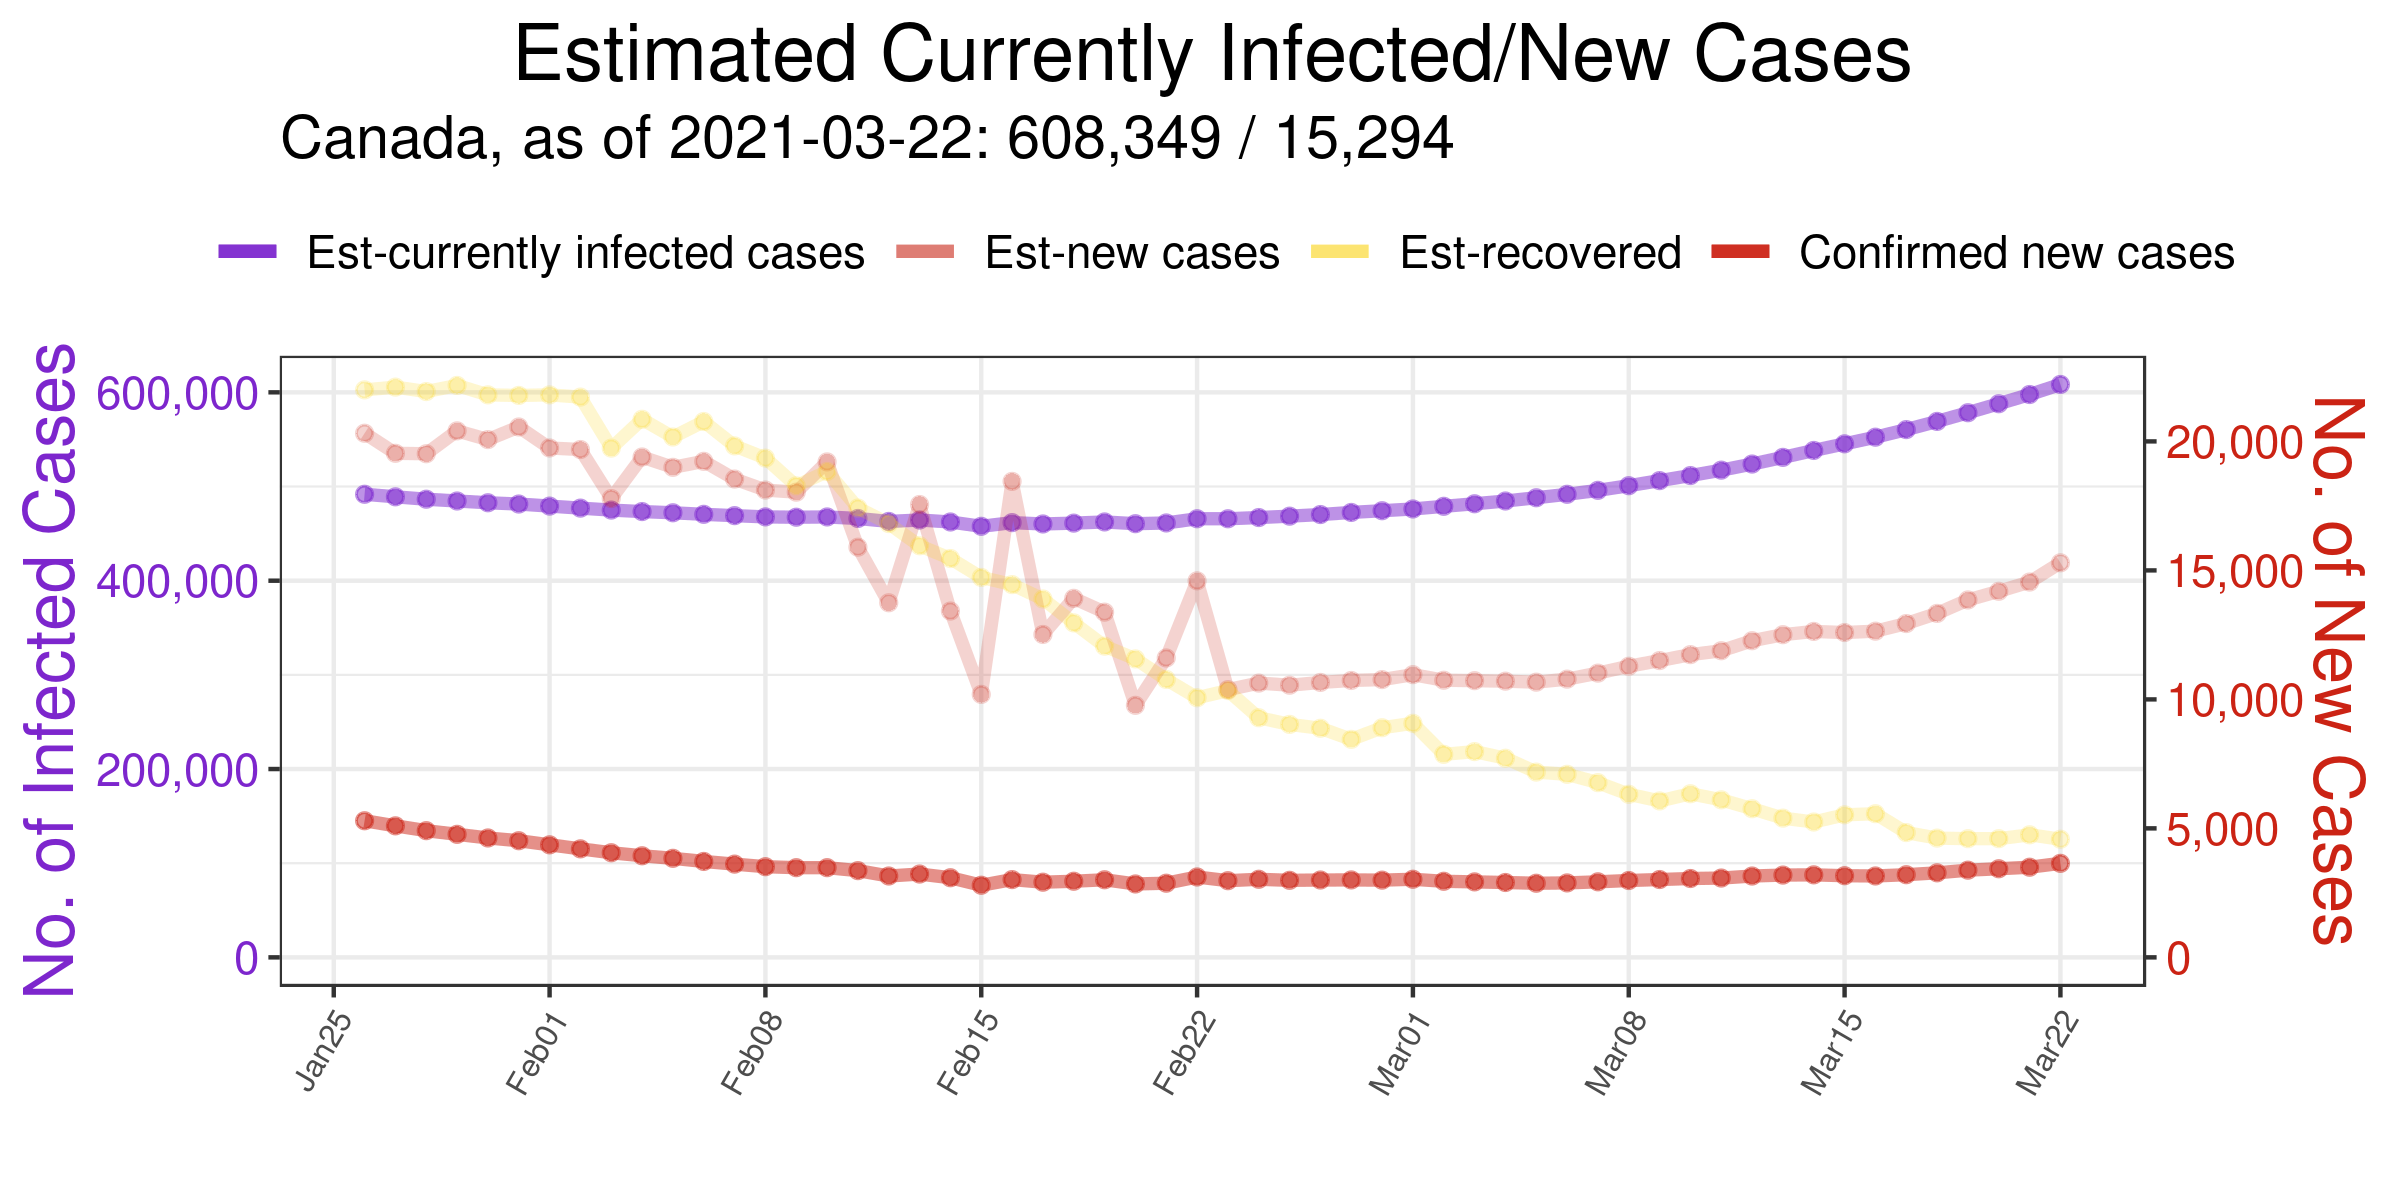 Estimated Currently Infected/New Cases
Canada, as of 2021-03-22: 608,349 / 15,294
Est-currently infected cases Est-new cases Est-recovered Confirmed new cases
No. of Infected Cases
600,000
400,000
200,000
0
20,000
15,000
10,000
5,000
0
No. of New Cases
Jan25 Feb01 Feb08 Feb15 Feb22 Mar01 Mar08 Mar15 Mar22